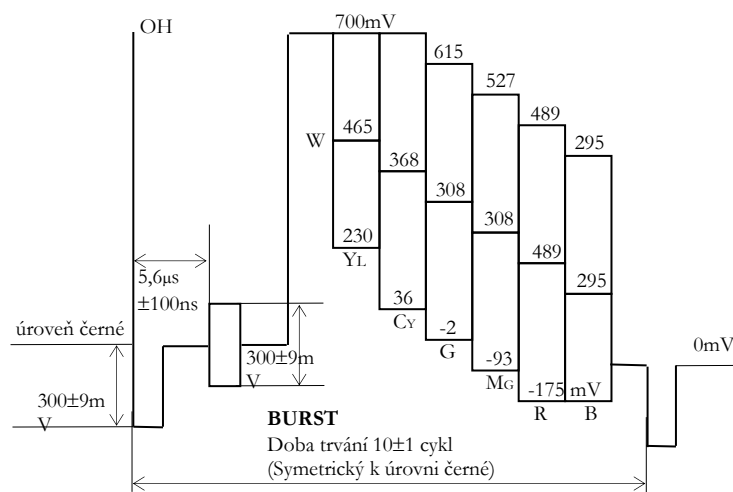 OH
700mV
615
527
489
295
W
465
368
308
308
489
295
230
YL
36
CY
-2
G
-93
MG
-175 mV
R
B
5,6μs
±100ns
úroveň černé
300±9m
V
300±9m
V
0mV
BURST
Doba trvání 10±1 cykl
(Symetrický k úrovni černé)